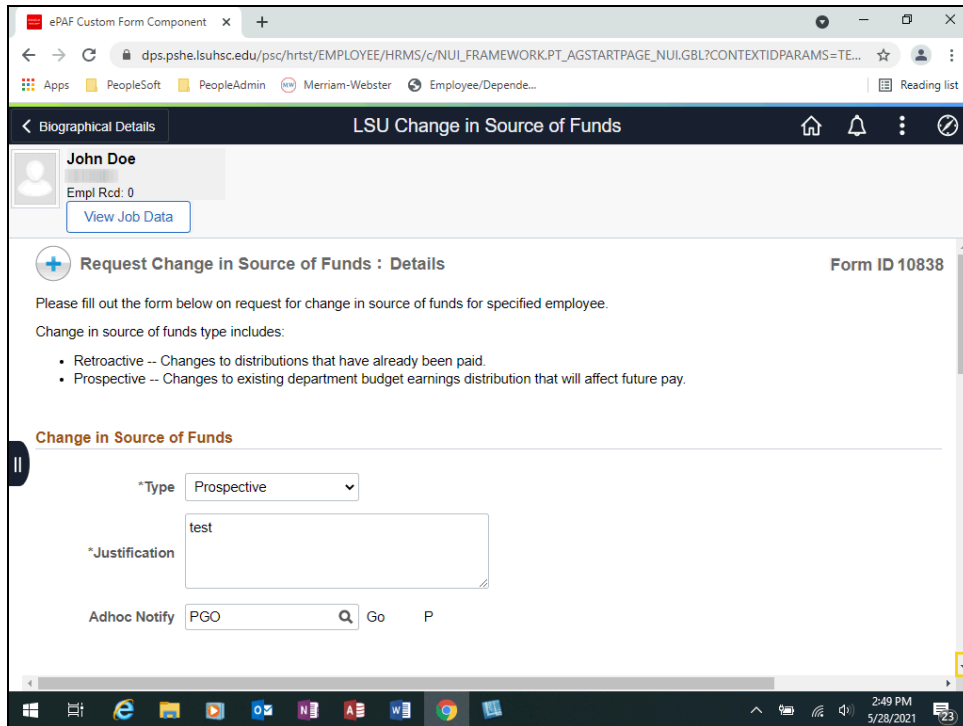 ePAF Custom Form Component
dps.pshe.lsuhsc.edu/psc/hrtst/EMPLOYEE/HRMS/c/NUI_FRAMEWORK.PT_AGSTARTPAGE_NUI.GBL?CONTEXTIDPARAMS=TE...
Apps PeopleSoft PeopleAdmin MW Merriam-Webster Employee/Depende... Reading list
Biographical Details LSU Change in Source of Funds
John Doe
Empl Rcd: 0
View Job Data
Request Change in Source of Funds : Details Form ID 10838
Please fill out the form below on request for change in source of funds for specified employee.
Change in source of funds type includes:
• Retroactive -- Changes to distributions that have already been paid.
• Prospective -- Changes to existing department budget earnings distribution that will affect future pay.
Change in Source of Funds
*Type Prospective
*Justification test
Adhoc Notify PGO Go P
2:49 PM
5/28/2021 23